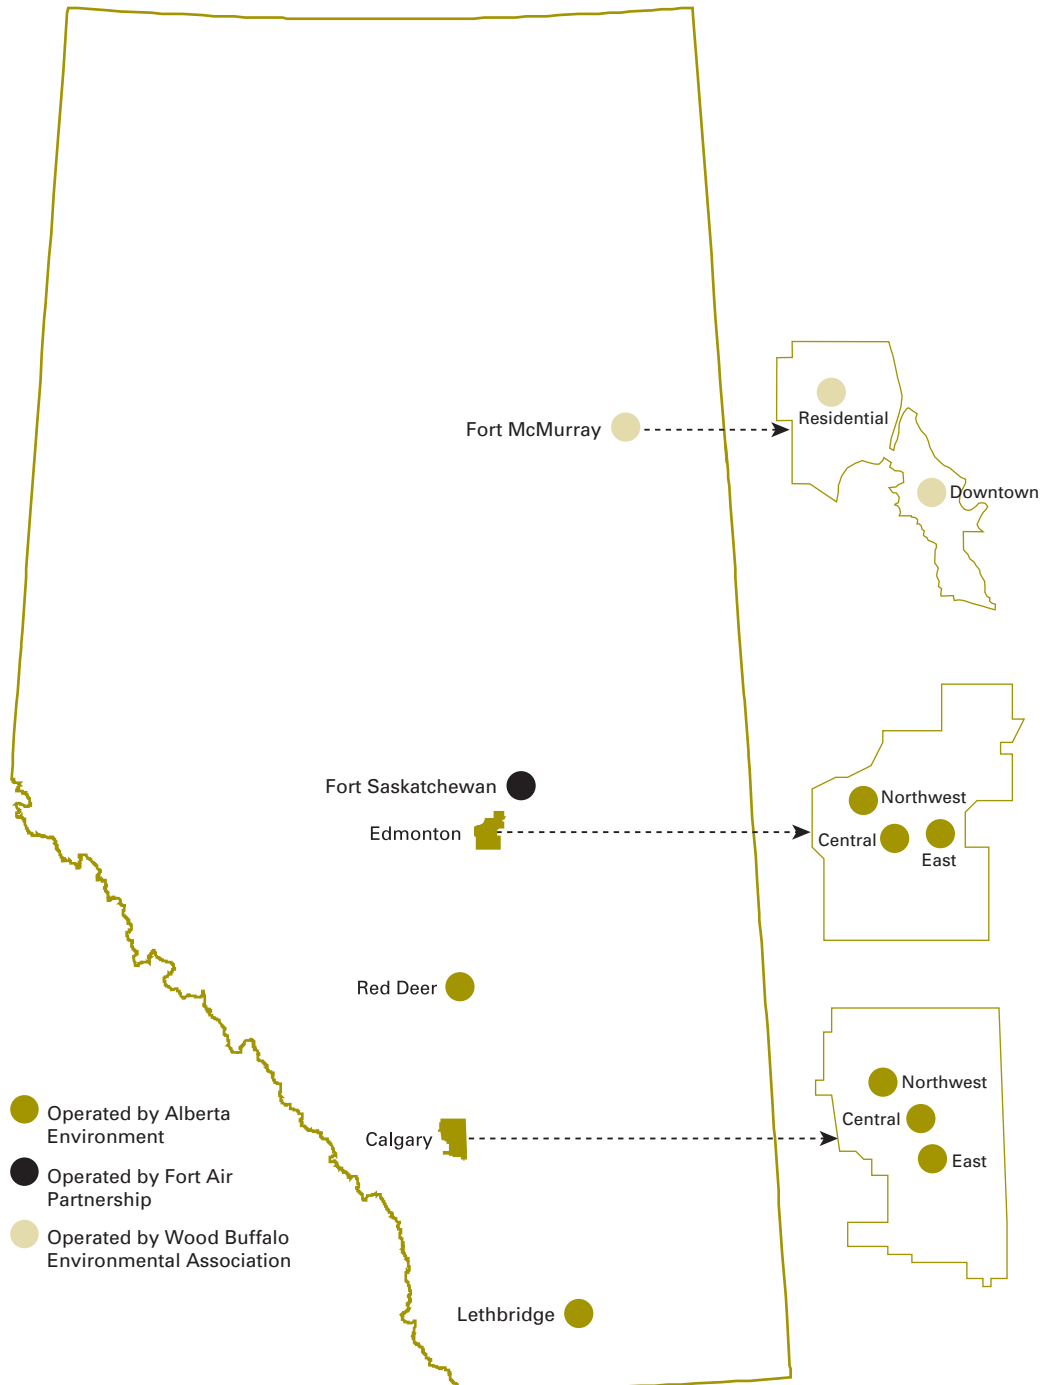 Residential
Fort McMurray
Downtown
Fort Saskatchewan
Edmonton
Northwest
Central
East
Red Deer
Northwest
Central
East
Calgary
Operated by Alberta
Environment
Operated by Fort Air
Partnership
Operated by Wood Buffalo
Environmental Association
Lethbridge